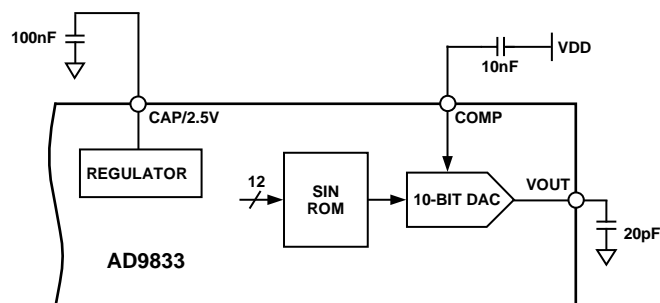 100nF
VDD
10nF
CAP/2.5V
COMP
REGULATOR
12
SIN
ROM
10-BIT DAC
VOUT
20pF
AD9833